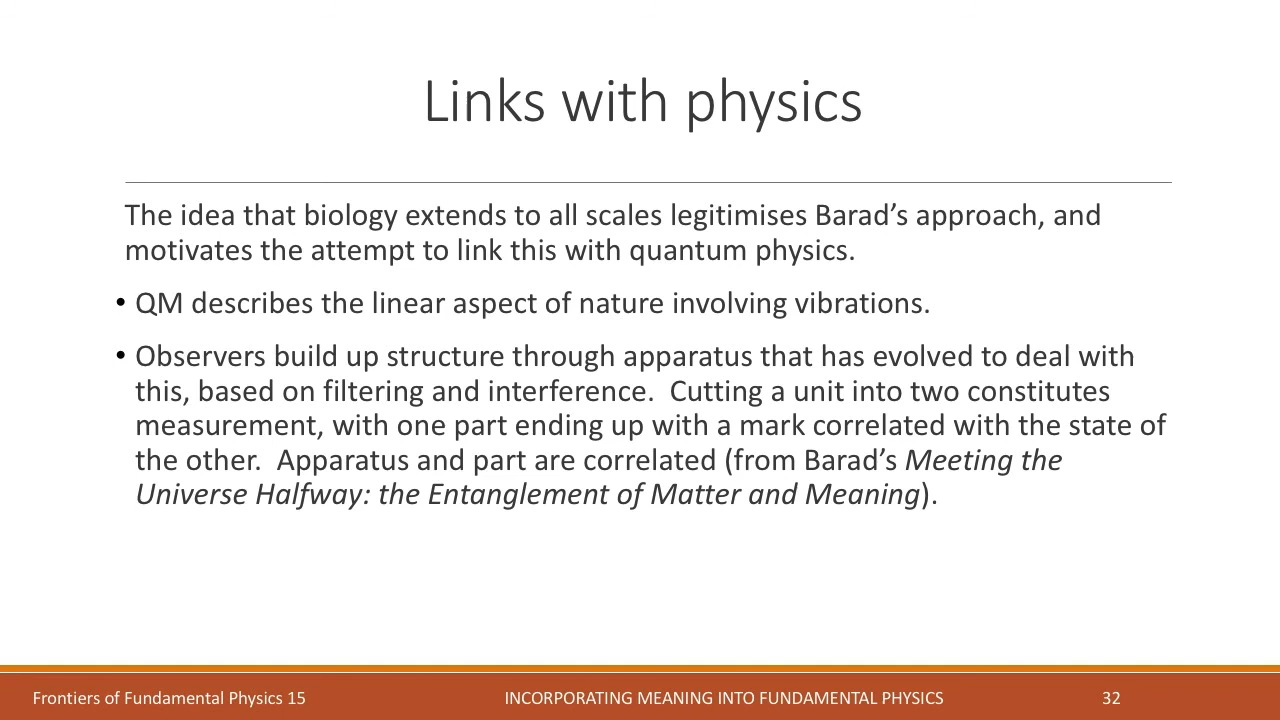 Links with physics
The idea that biology extends to all scales legitimises Barad’s approach, and
motivates the attempt to link this with quantum physics.
• QM describes the linear aspect of nature involving vibrations.
• Observers build up structure through apparatus that has evolved to deal with
this, based on filtering and interference.  Cutting a unit into two constitutes
measurement, with one part ending up with a mark correlated with the state of
the other.  Apparatus and part are correlated (from Barad’s Meeting the
Universe Halfway: the Entanglement of Matter and Meaning).
Frontiers of Fundamental Physics 15
INCORPORATING MEANING INTO FUNDAMENTAL PHYSICS
32